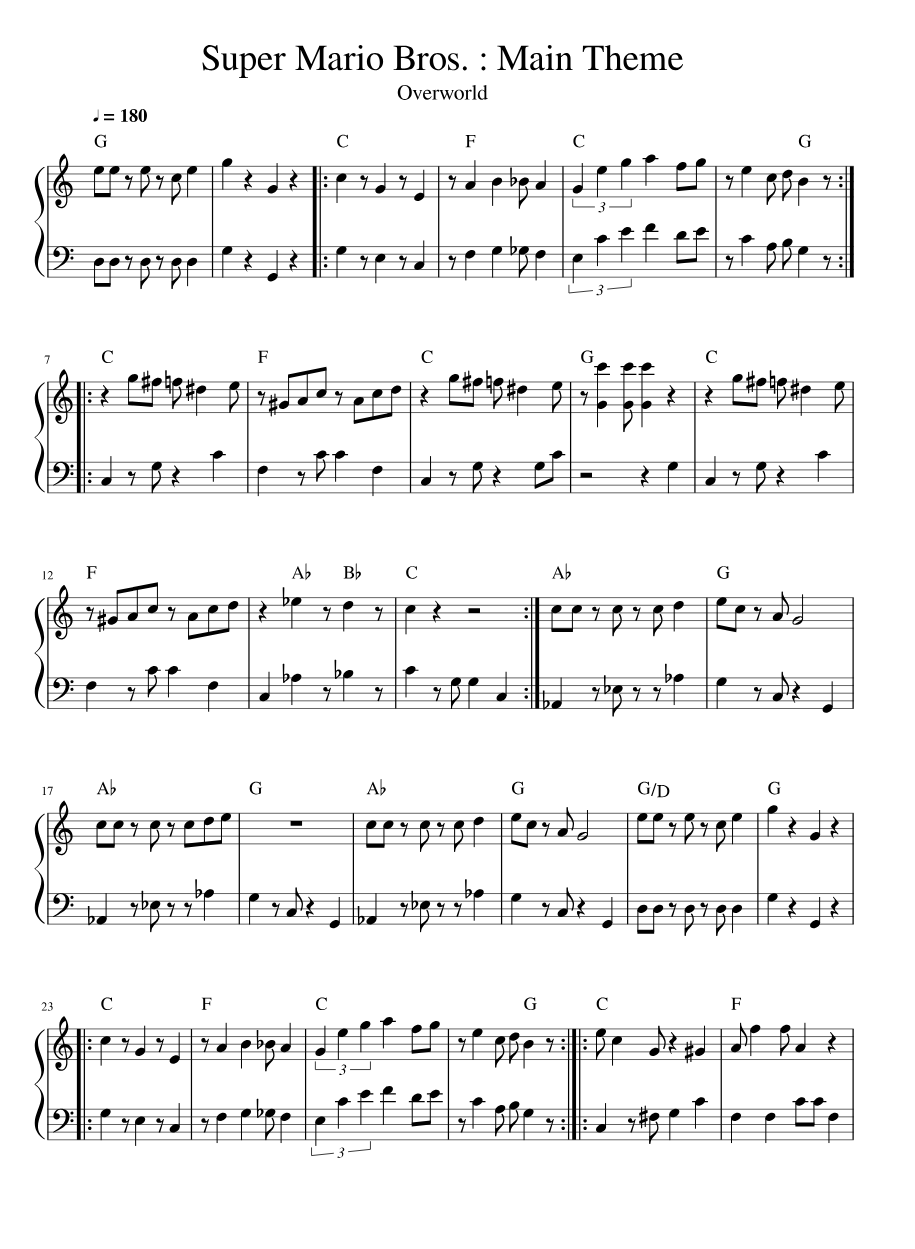 Super Mario Bros. : Main Theme
Overworld
♩ = 180
G C F C G
3
3
7
C F C G C
12
F A♭ B♭ C A♭ G
17
A♭ G A♭ G G/D G
23
C F C G C F
3
3